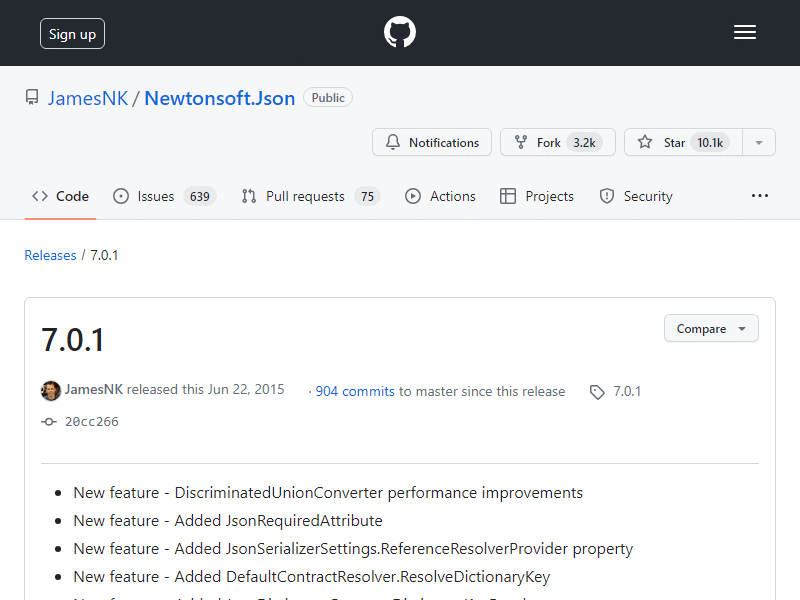 Sign up
JamesNK / Newtonsoft.Json Public
Notifications Fork 3.2k Star 10.1k
Code Issues 639 Pull requests 75 Actions Projects Security
Releases / 7.0.1
7.0.1
Compare
JamesNK released this Jun 22, 2015 · 904 commits to master since this release 7.0.1
20cc266
New feature - DiscriminatedUnionConverter performance improvements
New feature - Added JsonRequiredAttribute
New feature - Added JsonSerializerSettings.ReferenceResolverProvider property
New feature - Added DefaultContractResolver.ResolveDictionaryKey